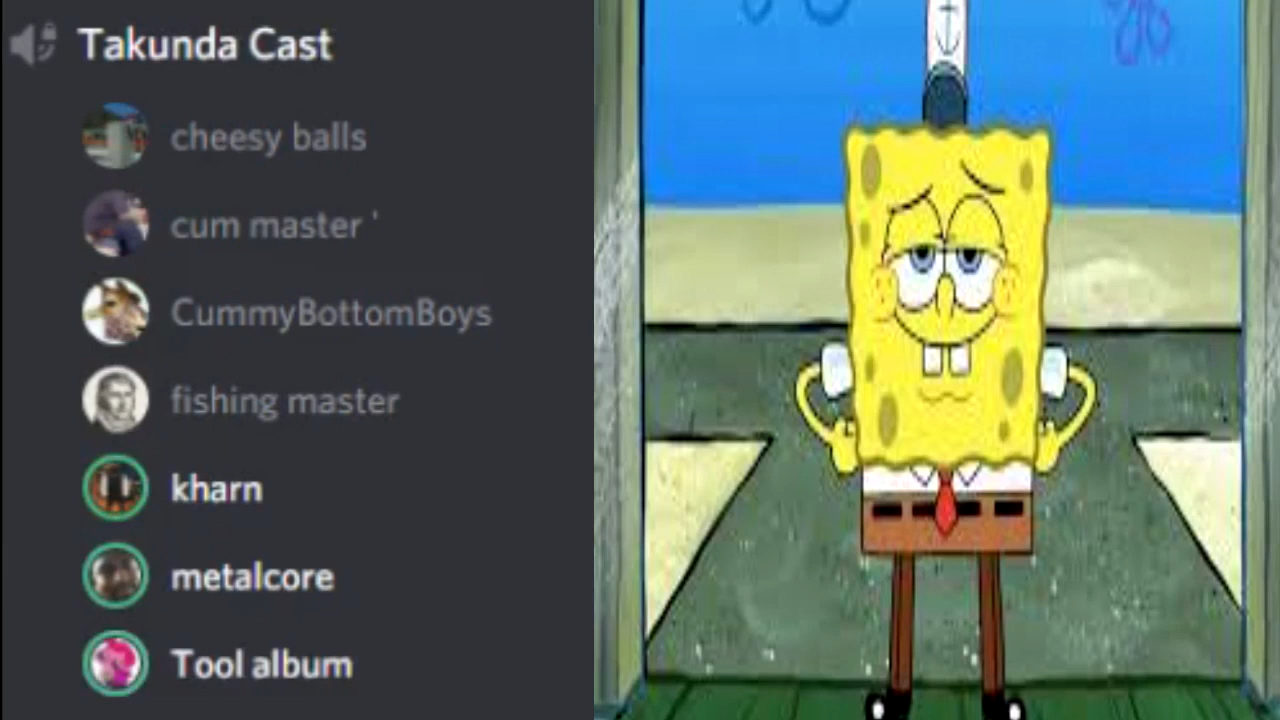 Takunda Cast
cheesy balls
cum master '
CummyBottomBoys
fishing master
kharn
metalcore
Tool album